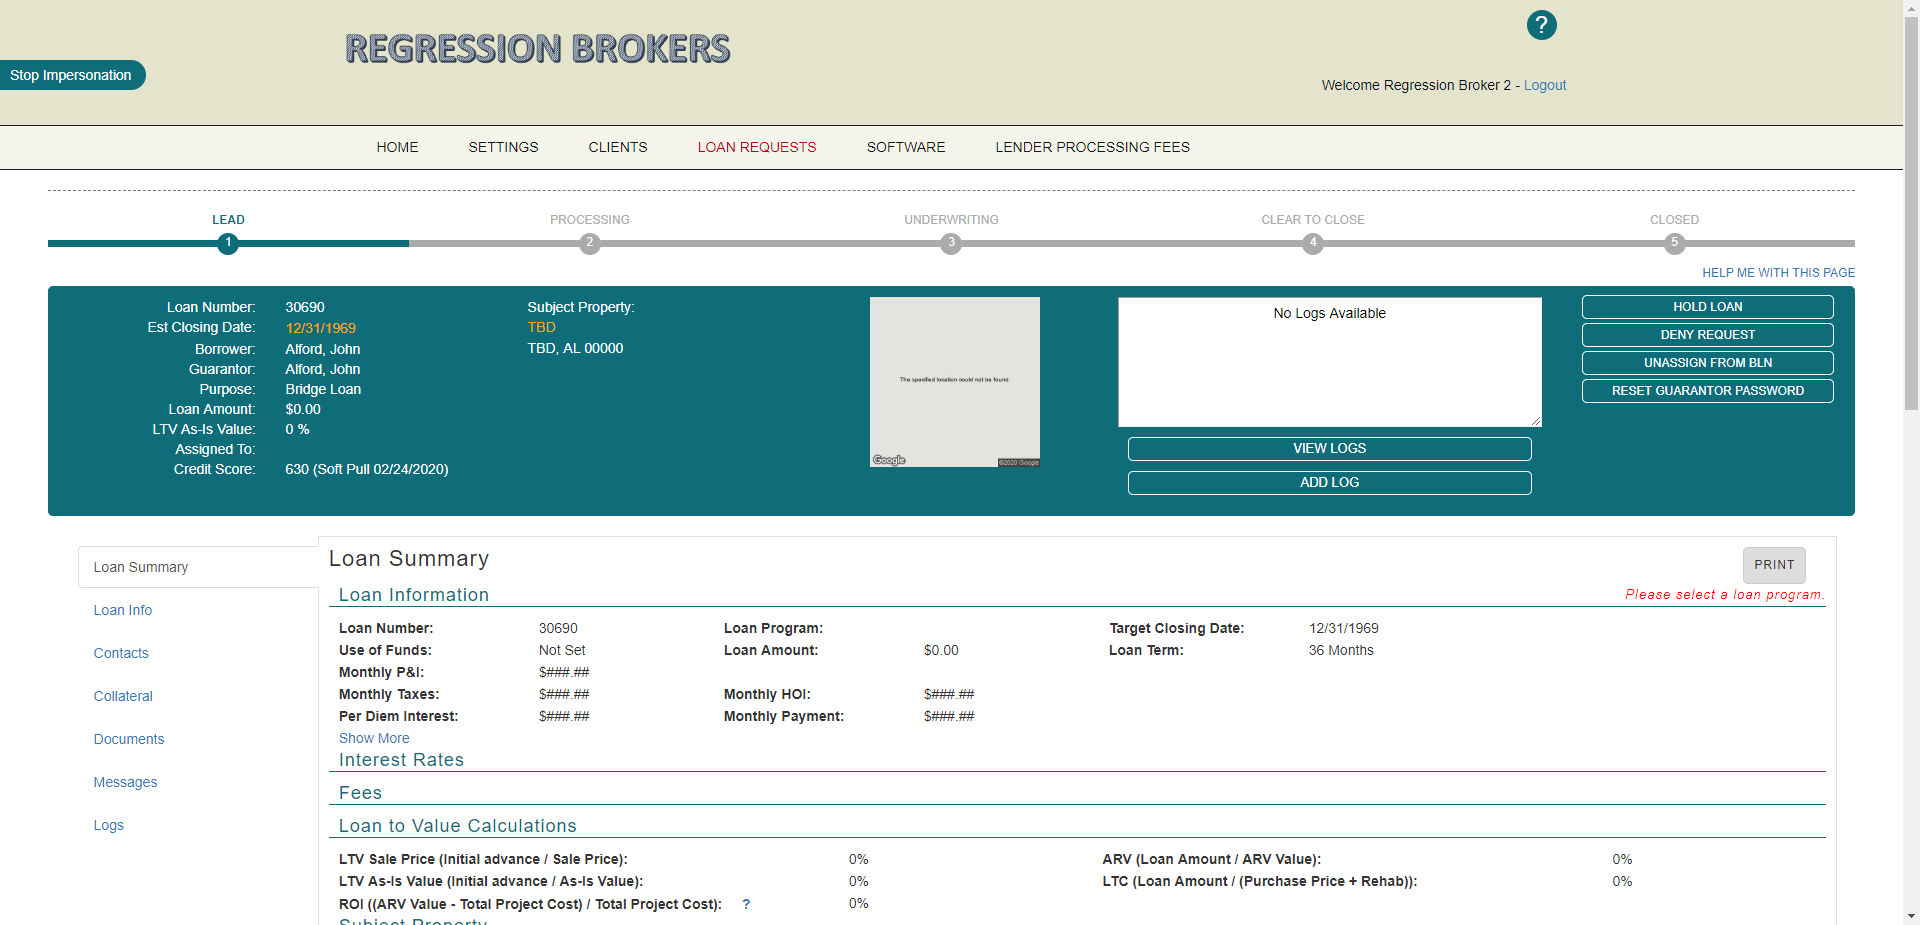 REGRESSION BROKERS
?
Stop Impersonation
Welcome Regression Broker 2 - Logout
HOME SETTINGS CLIENTS LOAN REQUESTS SOFTWARE LENDER PROCESSING FEES
LEAD PROCESSING UNDERWRITING CLEAR TO CLOSE CLOSED
1 2 3 4 5
HELP ME WITH THIS PAGE
Loan Number: 30690
Est Closing Date: 12/31/1969
Borrower: Alford, John
Guarantor: Alford, John
Purpose: Bridge Loan
Loan Amount: $0.00
LTV As-Is Value: 0 %
Assigned To:
Credit Score: 630 (Soft Pull 02/24/2020)
Subject Property:
TBD
TBD, AL 00000
The specified location could not be found.
Google
©2020 Google
No Logs Available
VIEW LOGS
ADD LOG
HOLD LOAN
DENY REQUEST
UNASSIGN FROM BLN
RESET GUARANTOR PASSWORD
Loan Summary
Loan Info
Contacts
Collateral
Documents
Messages
Logs
Loan Summary
PRINT
Loan Information
Please select a loan program.
Loan Number: 30690 Loan Program: Target Closing Date: 12/31/1969
Use of Funds: Not Set Loan Amount: $0.00 Loan Term: 36 Months
Monthly P&I: $###.##
Monthly Taxes: $###.## Monthly HOI: $###.##
Per Diem Interest: $###.## Monthly Payment: $###.##
Show More
Interest Rates
Fees
Loan to Value Calculations
LTV Sale Price (Initial advance / Sale Price): 0% ARV (Loan Amount / ARV Value): 0%
LTV As-Is Value (Initial advance / As-Is Value): 0% LTC (Loan Amount / (Purchase Price + Rehab)): 0%
ROI ((ARV Value - Total Project Cost) / Total Project Cost): ? 0%
Subject Property